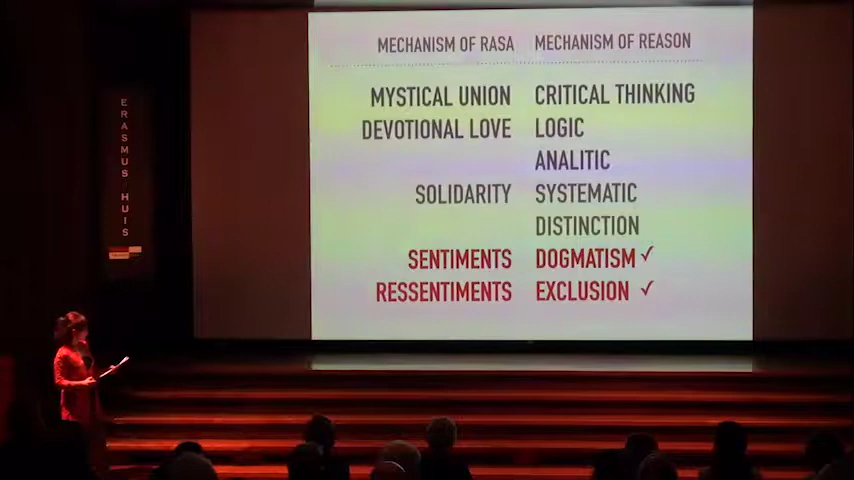 MECHANISM OF RASA MECHANISM OF REASON
MYSTICAL UNION CRITICAL THINKING
DEVOTIONAL LOVE LOGIC
ANALITIC
SOLIDARITY SYSTEMATIC
DISTINCTION
SENTIMENTS DOGMATISM ✓
RESSENTIMENTS EXCLUSION ✓
ERASMUS / HUIS